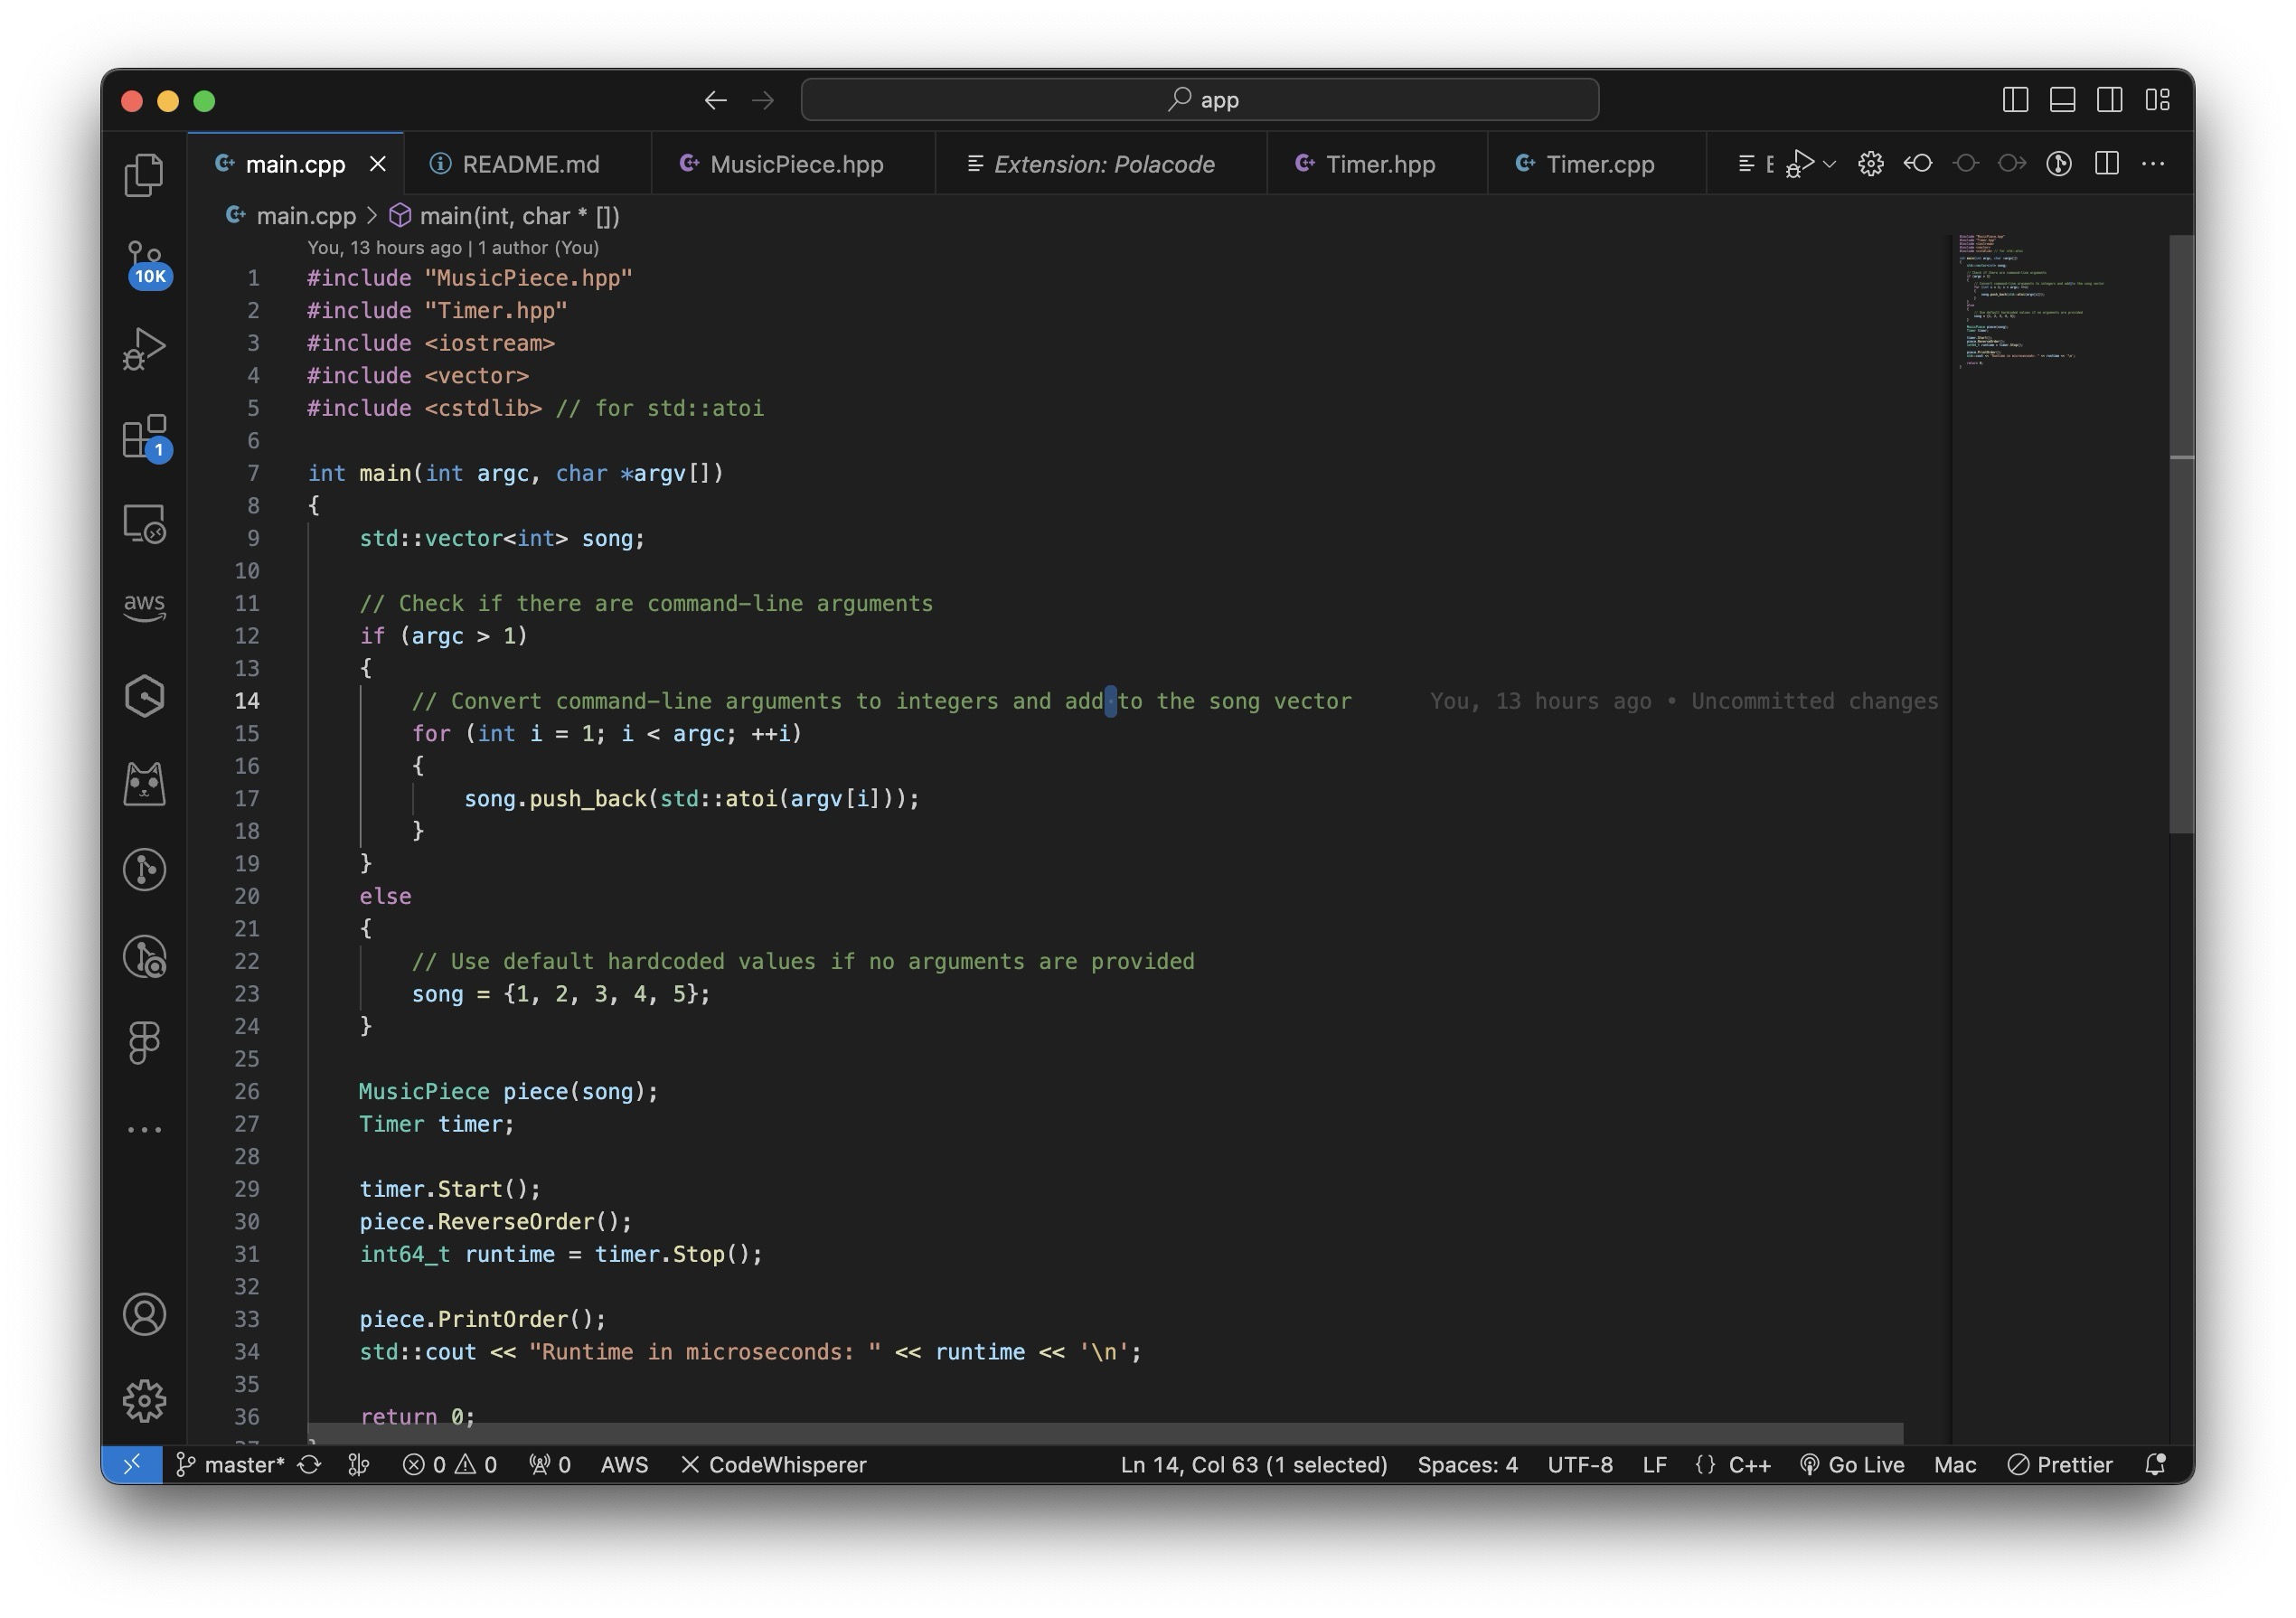 app
main.cpp README.md MusicPiece.hpp Extension: Polacode Timer.hpp Timer.cpp E
main.cpp > main(int, char * [])
You, 13 hours ago | 1 author (You)
1 #include "MusicPiece.hpp"
2 #include "Timer.hpp"
3 #include <iostream>
4 #include <vector>
5 #include <cstdlib> // for std::atoi
6
7 int main(int argc, char *argv[])
8 {
9     std::vector<int> song;
10
11     // Check if there are command-line arguments
12     if (argc > 1)
13     {
14         // Convert command-line arguments to integers and add to the song vector You, 13 hours ago • Uncommitted changes
15         for (int i = 1; i < argc; ++i)
16         {
17             song.push_back(std::atoi(argv[i]));
18         }
19     }
20     else
21     {
22         // Use default hardcoded values if no arguments are provided
23         song = {1, 2, 3, 4, 5};
24     }
25
26     MusicPiece piece(song);
27     Timer timer;
28
29     timer.Start();
30     piece.ReverseOrder();
31     int64_t runtime = timer.Stop();
32
33     piece.PrintOrder();
34     std::cout << "Runtime in microseconds: " << runtime << '\n';
35
36     return 0;
10K
1
aws
master* 0 0 0 AWS CodeWhisperer Ln 14, Col 63 (1 selected) Spaces: 4 UTF-8 LF {} C++ Go Live Mac Prettier